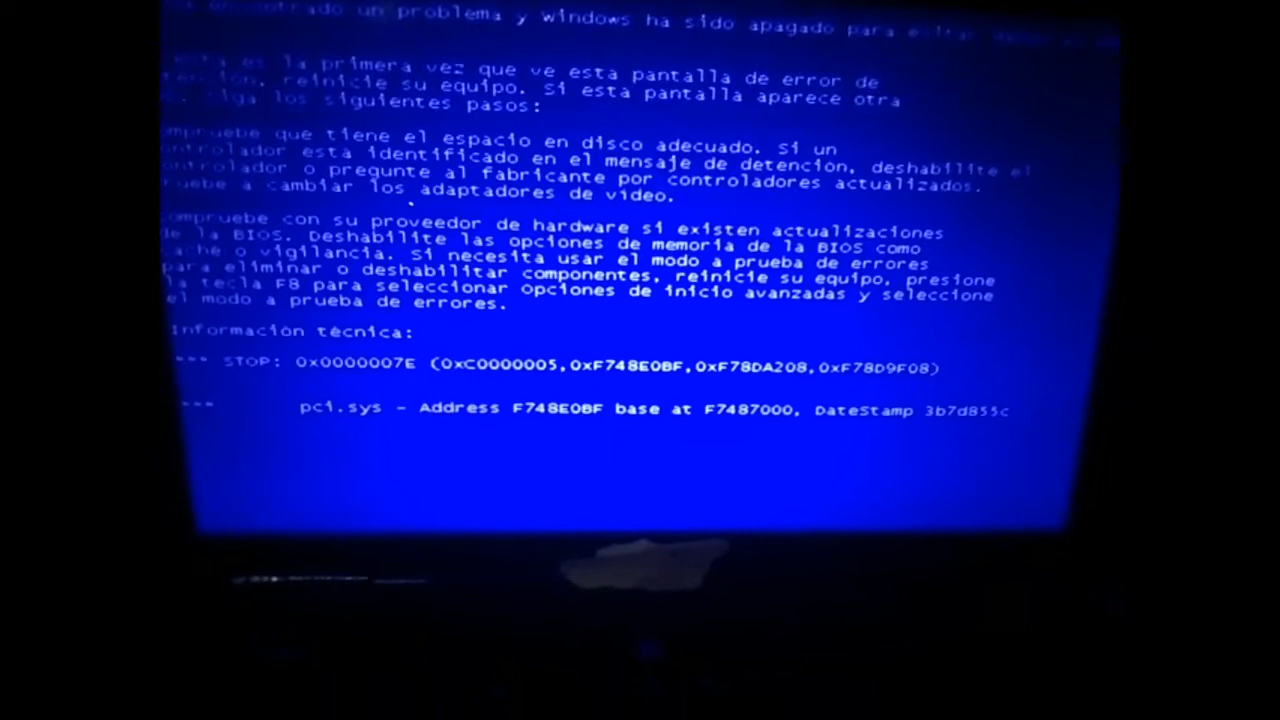 encontrado un problema y windows ha sido apagado para
esta es la primera vez que ve esta pantalla de error de
reinicie su equipo. Si esta pantalla aparece otra
siga los siguientes pasos:
ompruebe que tiene el espacio en disco adecuado. Si un
ontrolador está identificado en el mensaje de detención, deshabilite el
ontrolador o pregunte al fabricante por controladores actualizados.
ruebe a cambiar los adaptadores de vídeo.
ompruebe con su proveedor de hardware si existen actualizaciones
de la BIOS. Deshabilite las opciones de memoria de la BIOS como
caché o vigilancia. Si necesita usar el modo a prueba de errores
para eliminar o deshabilitar componentes, reinicie su equipo, presione
la tecla F8 para seleccionar opciones de inicio avanzadas y seleccione
el modo a prueba de errores.
Información técnica:
*** STOP: 0x0000007E (0xC0000005,0xF748E0BF,0xF78DA208,0xF78D9F08)
*** pci.sys - Address F748E0BF base at F7487000, DateStamp 3b7d855c